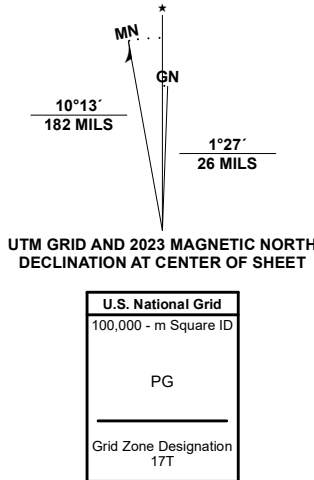 ★
MN
GN
10°13´
182 MILS
1°27´
26 MILS
UTM GRID AND 2023 MAGNETIC NORTH
DECLINATION AT CENTER OF SHEET
U.S. National Grid
100,000 - m Square ID
PG
Grid Zone Designation
17T